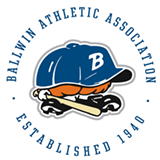 BALLWIN ATHLETIC ASSOCIATION
B
• ESTABLISHED 1940 •